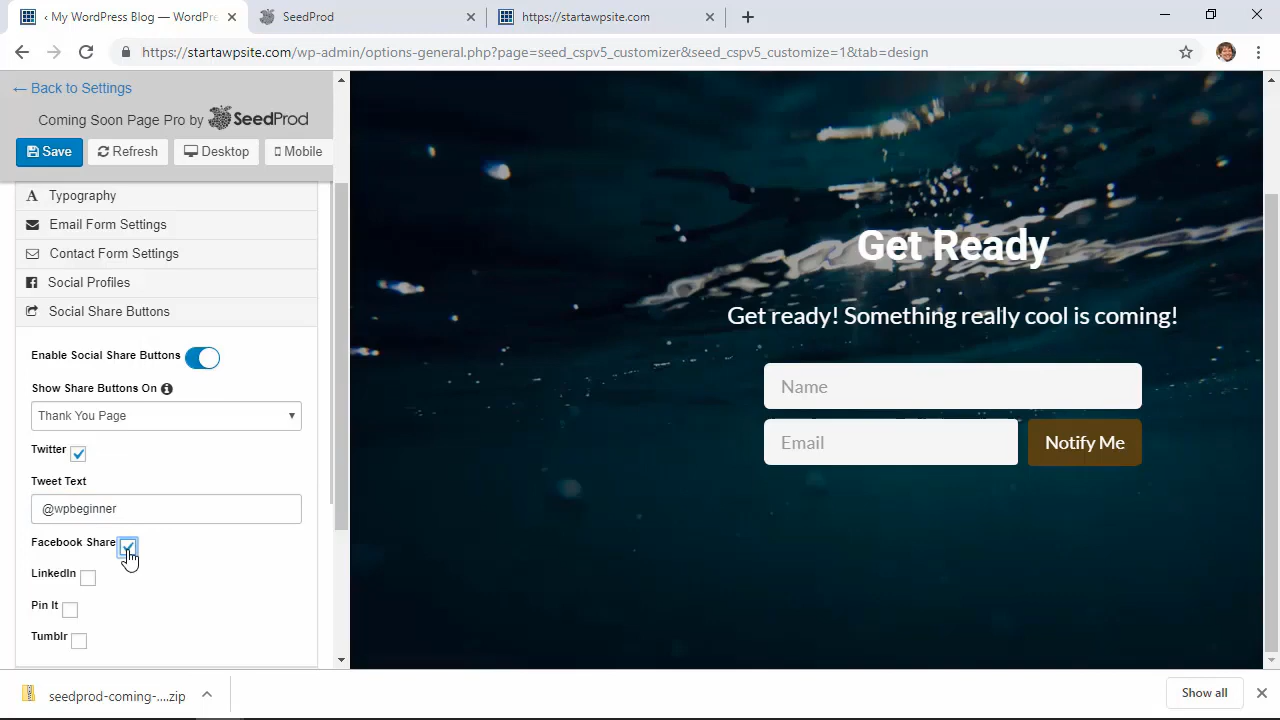 ‹ My WordPress Blog — WordPre
SeedProd
https://startawpsite.com
https://startawpsite.com/wp-admin/options-general.php?page=seed_cspv5_customizer&seed_cspv5_customize=1&tab=design
← Back to Settings
Coming Soon Page Pro by SeedProd
Save
Refresh
Desktop
Mobile
Typography
Email Form Settings
Contact Form Settings
Social Profiles
Social Share Buttons
Enable Social Share Buttons
Show Share Buttons On
Thank You Page
Twitter
Tweet Text
@wpbeginner
Facebook Share
LinkedIn
Pin It
Tumblr
Get Ready
Get ready! Something really cool is coming!
Name
Email
Notify Me
seedprod-coming-....zip
Show all